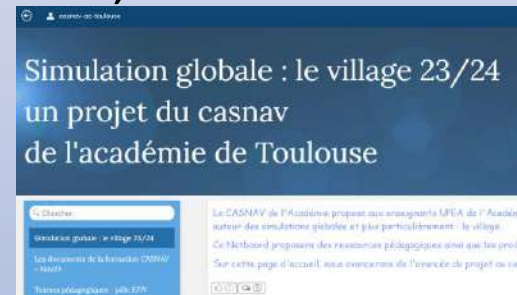 casnav-ac-toulouse
Simulation globale : le village 23/24
un projet du casnav
de l'académie de Toulouse
Chercher
Simulation globale : le village 23/24
Les documents de la formation CASNAV
Le CASNAV de l'Académie propose aux enseignants UPEA de l'
autour des simulations globales et plus particulièrement : le village.
Ce Netboard proposera des ressources pédagogiques ainsi que les
Sur cette page d'accueil, nous avancerons de l'avancée du projet au